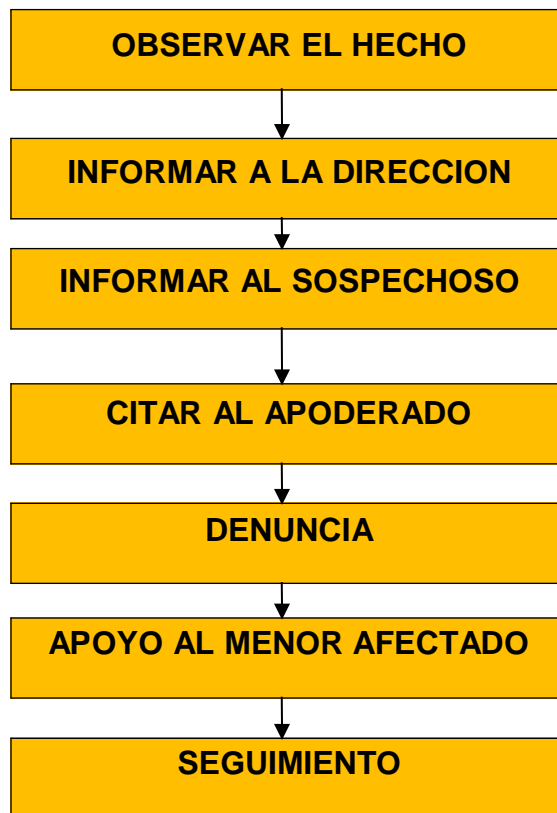 OBSERVAR EL HECHO
INFORMAR A LA DIRECCION
INFORMAR AL SOSPECHOSO
CITAR AL APODERADO
DENUNCIA
APOYO AL MENOR AFECTADO
SEGUIMIENTO